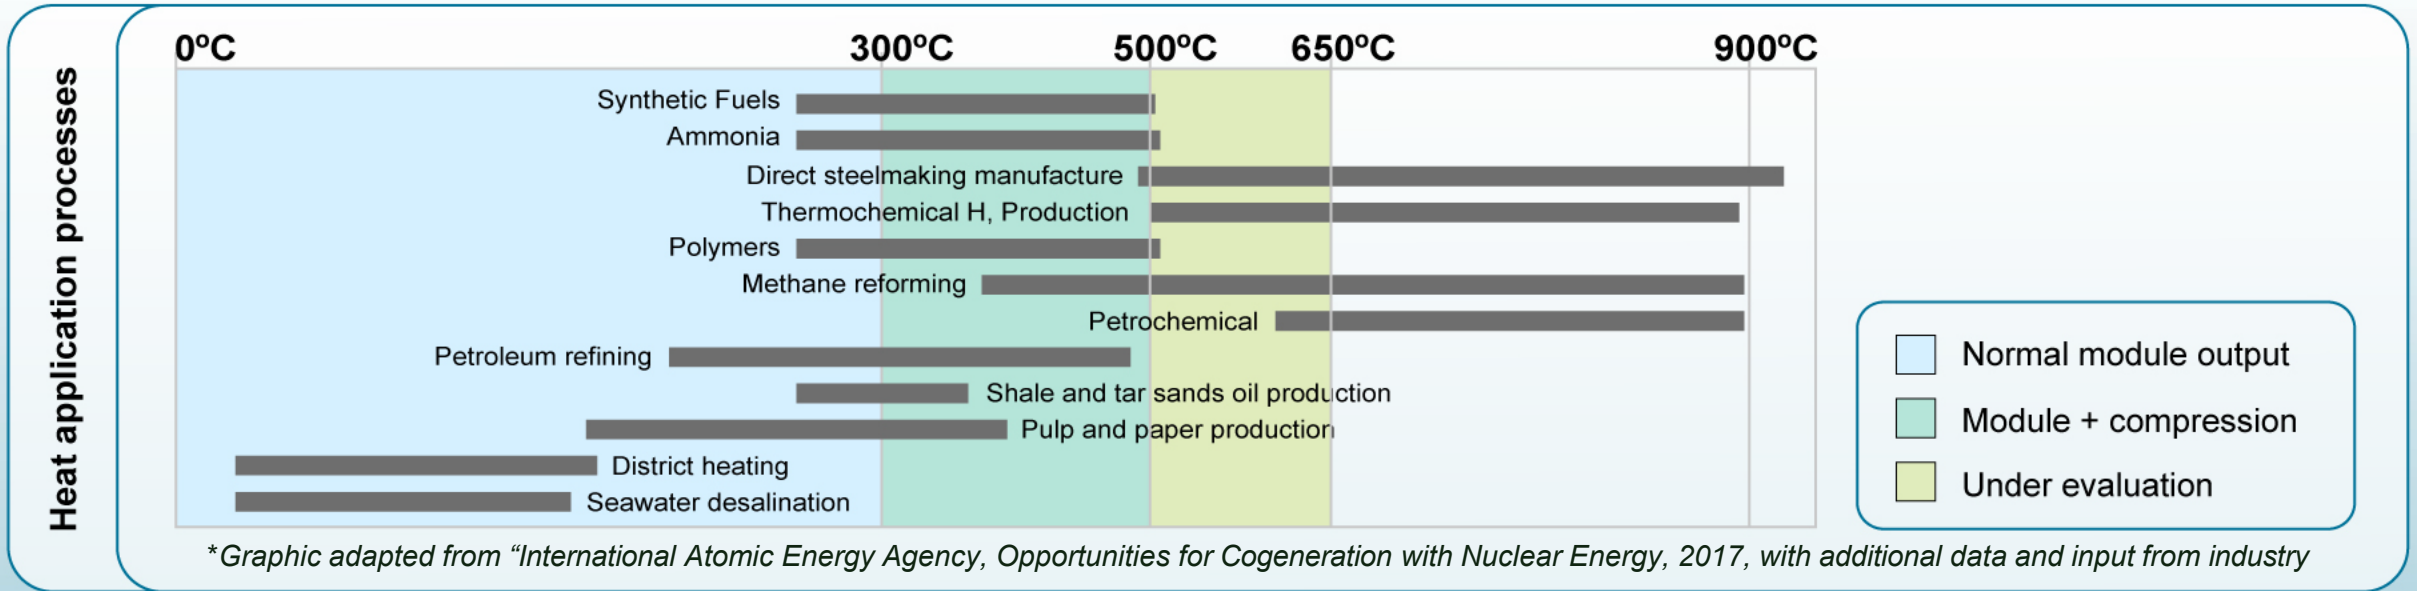 Heat application processes
0ºC 300ºC 500ºC 650ºC 900ºC
Synthetic Fuels
Ammonia
Direct steelmaking manufacture
Thermochemical H, Production
Polymers
Methane reforming
Petrochemical
Petroleum refining
Shale and tar sands oil production
Pulp and paper production
District heating
Seawater desalination
Normal module output
Module + compression
Under evaluation
*Graphic adapted from “International Atomic Energy Agency, Opportunities for Cogeneration with Nuclear Energy, 2017, with additional data and input from industry